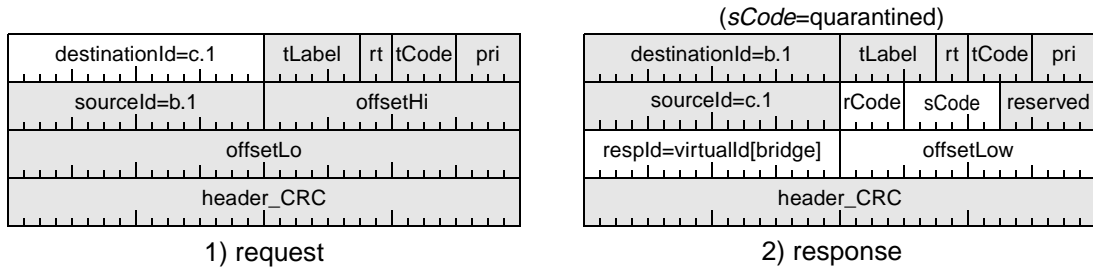 (sCode=quarantined)
destinationId=c.1 tLabel rt tCode pri
sourceId=b.1 offsetHi
offsetLo
header_CRC
1) request
destinationId=b.1 tLabel rt tCode pri
sourceId=c.1 rCode sCode reserved
respId=virtualId[bridge] offsetLow
header_CRC
2) response